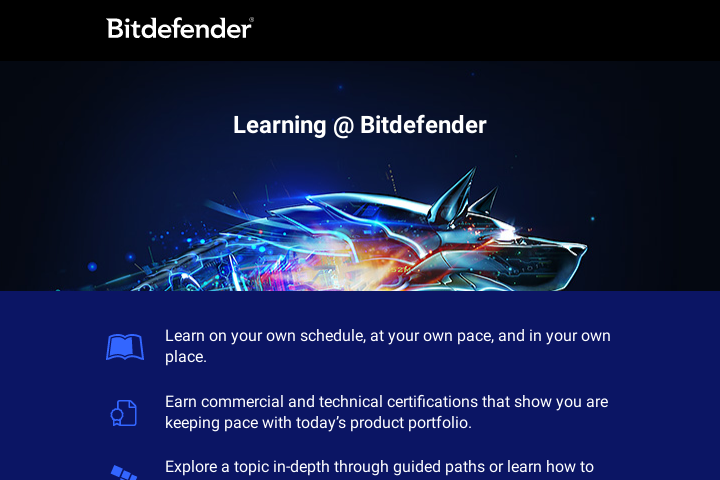 Bitdefender®
Learning @ Bitdefender
Learn on your own schedule, at your own pace, and in your own
place.
Earn commercial and technical certifications that show you are
keeping pace with today’s product portfolio.
Explore a topic in-depth through guided paths or learn how to